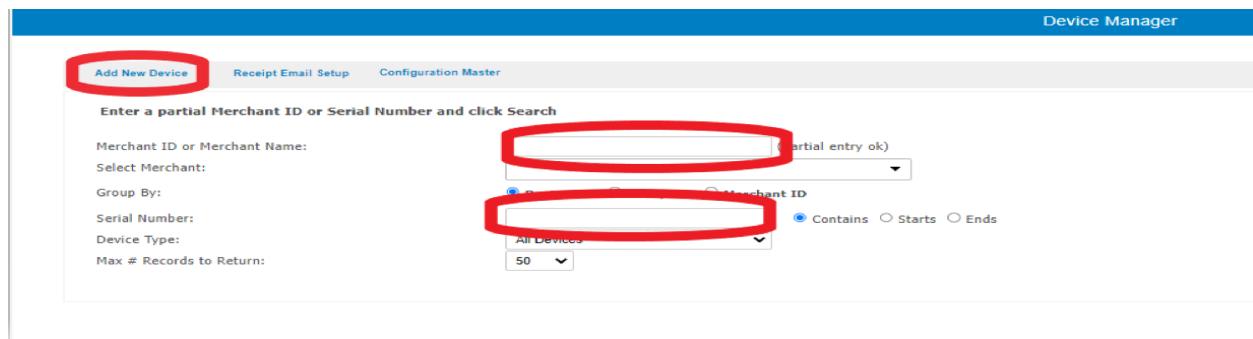 Device Manager
Add New Device Receipt Email Setup Configuration Master
Enter a partial Merchant ID or Serial Number and click Search
Merchant ID or Merchant Name: partial entry ok)
Select Merchant:
Group By: Merchant ID
Serial Number: Contains Starts Ends
Device Type: All Devices
Max # Records to Return: 50